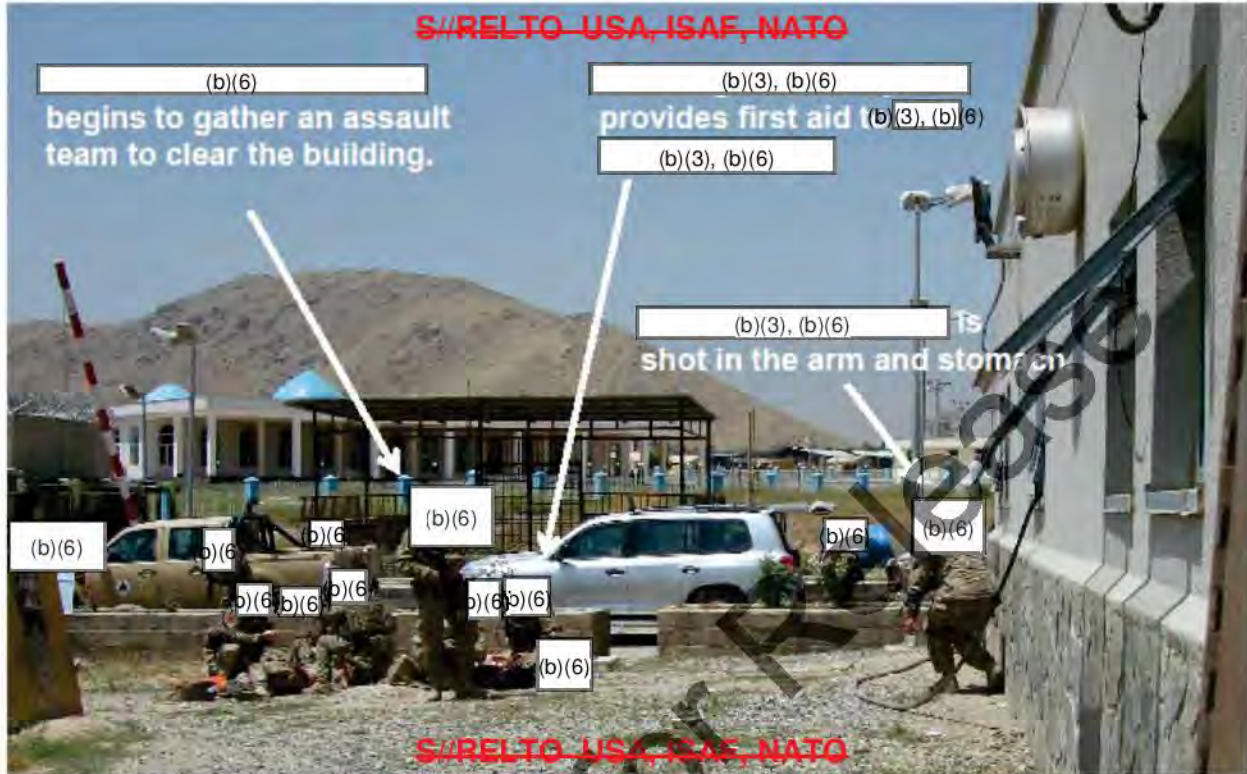 S//RELTO USA, ISAF, NATO
(b)(6)
begins to gather an assault
team to clear the building.
(b)(3), (b)(6)
provides first aid (b)(3), (b)(6)
(b)(3), (b)(6)
(b)(3), (b)(6) is
shot in the arm and stomach
(b)(6)
(b)(6)
(b)(6)
(b)(6)
(b)(6)
(b)(6)
(b)(6)
(b)(6)
(b)(6)
(b)(6)
(b)(6)
(b)(6)
(b)(6)
or Release
S//RELTO USA, ISAF, NATO